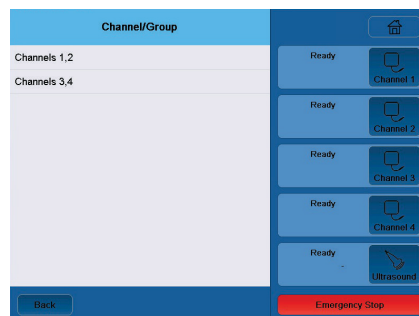 Channel/Group
Channels 1,2
Channels 3,4
Ready
Channel 1
Ready
Channel 2
Ready
Channel 3
Ready
Channel 4
Ready
Ultrasound
Back
Emergency Stop